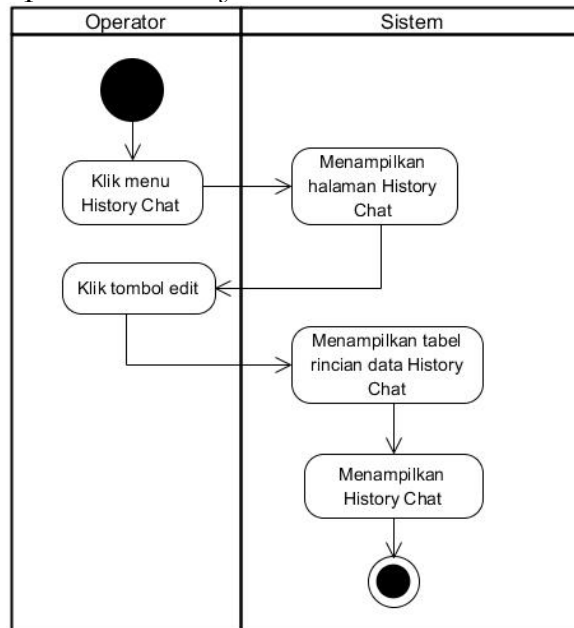 Operator
Sistem
Klik menu
History Chat
Menampilkan
halaman History
Chat
Klik tombol edit
Menampilkan tabel
rincian data History
Chat
Menampilkan
History Chat